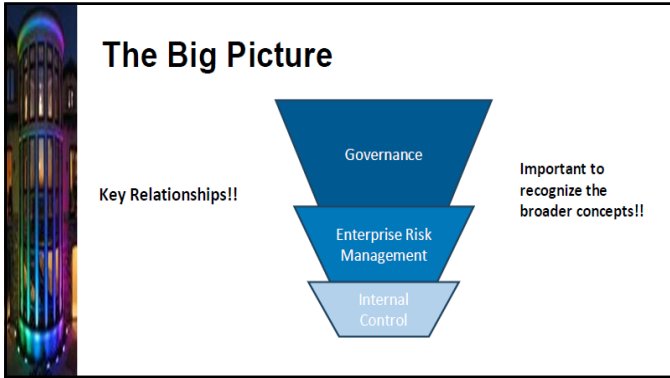 The Big Picture
Governance
Key Relationships!!
Important to
recognize the
broader concepts!!
Enterprise Risk
Management
Internal
Control